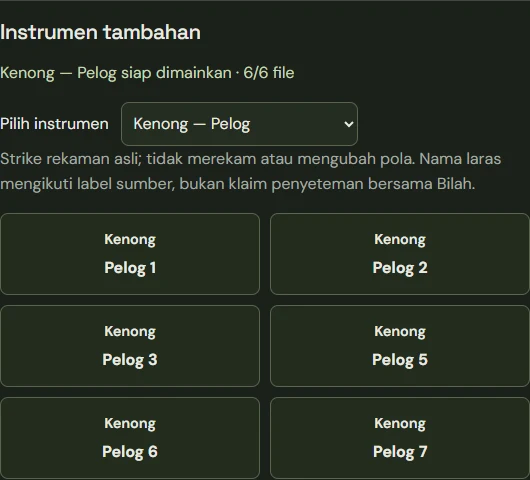 Instrumen tambahan
Kenong — Pelog siap dimainkan · 6/6 file
Pilih instrumen Kenong — Pelog
Strike rekaman asli; tidak merekam atau mengubah pola. Nama laras
mengikuti label sumber, bukan klaim penyeteman bersama Bilah.
Kenong Kenong
Pelog 1 Pelog 2
Kenong Kenong
Pelog 3 Pelog 5
Kenong Kenong
Pelog 6 Pelog 7